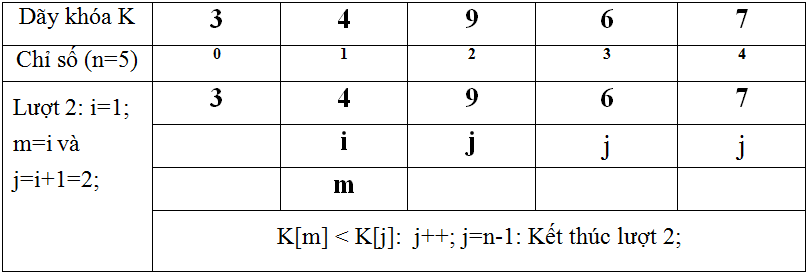 Dãy khóa K 3 4 9 6 7
Chỉ số (n=5) 0 1 2 3 4
Lượt 2: i=1; 3 4 9 6 7
m=i và i j j j
j=i+1=2; m
K[m] < K[j]: j++; j=n-1: Kết thúc lượt 2;